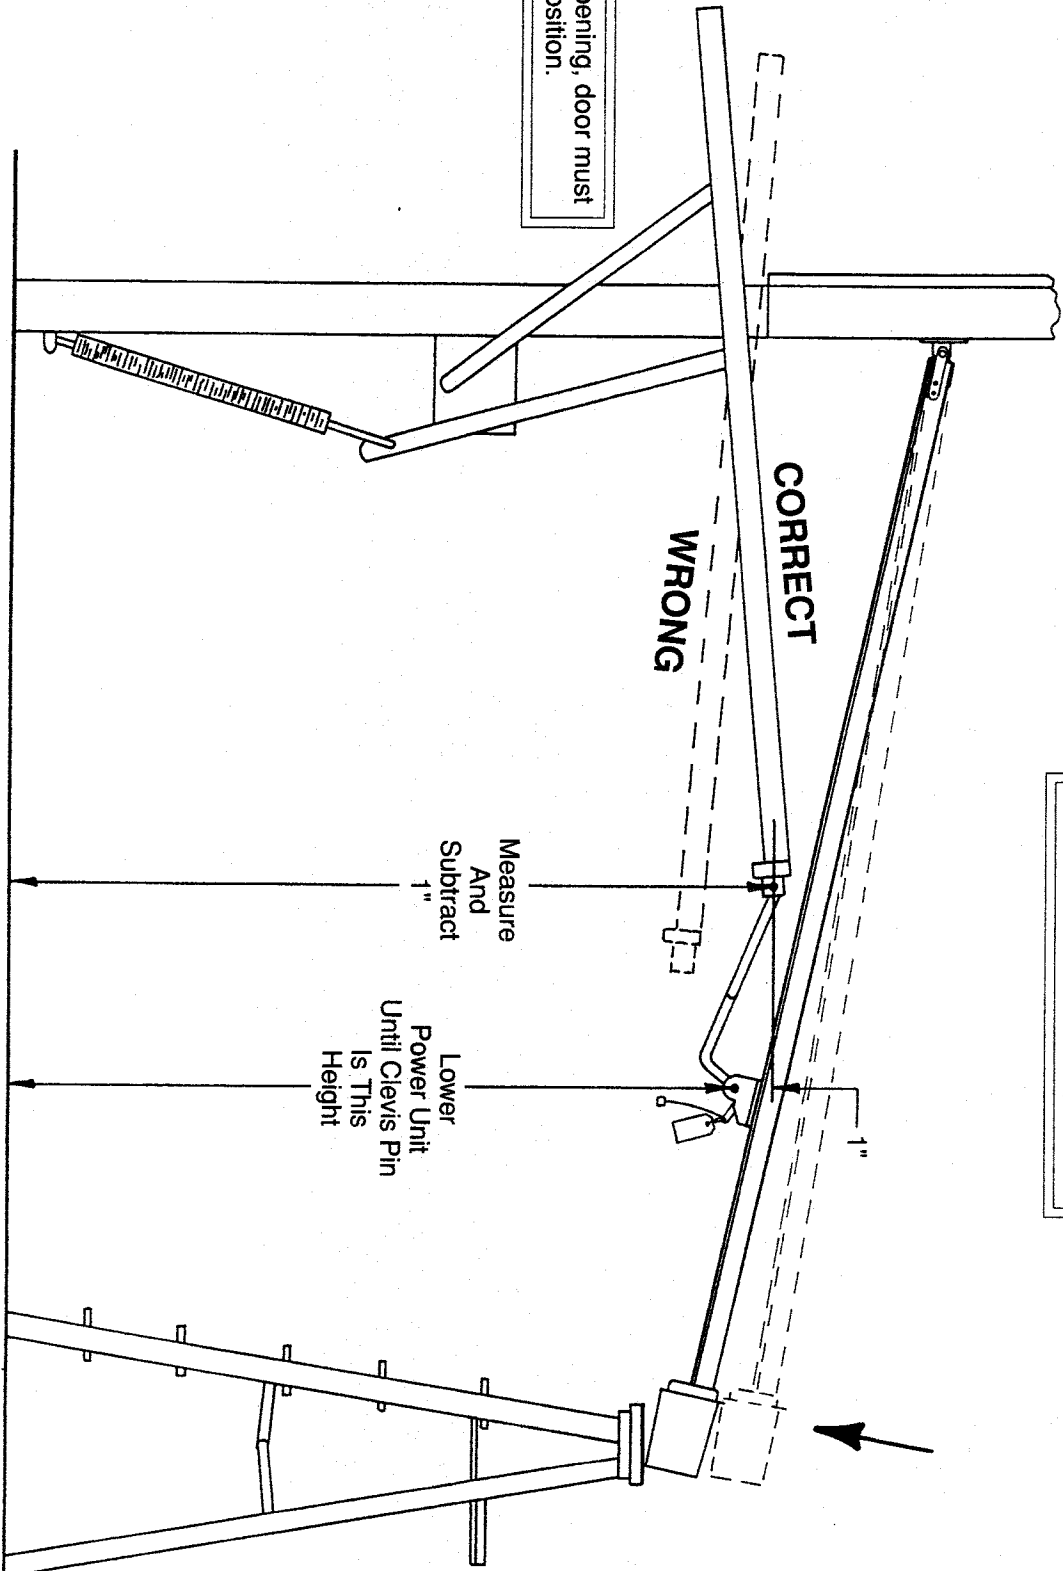 pening, door must
osition.
CORRECT
WRONG
Measure
And
Subtract
1"
Lower
Power Unit
Until Clevis Pin
Is This
Height
1"